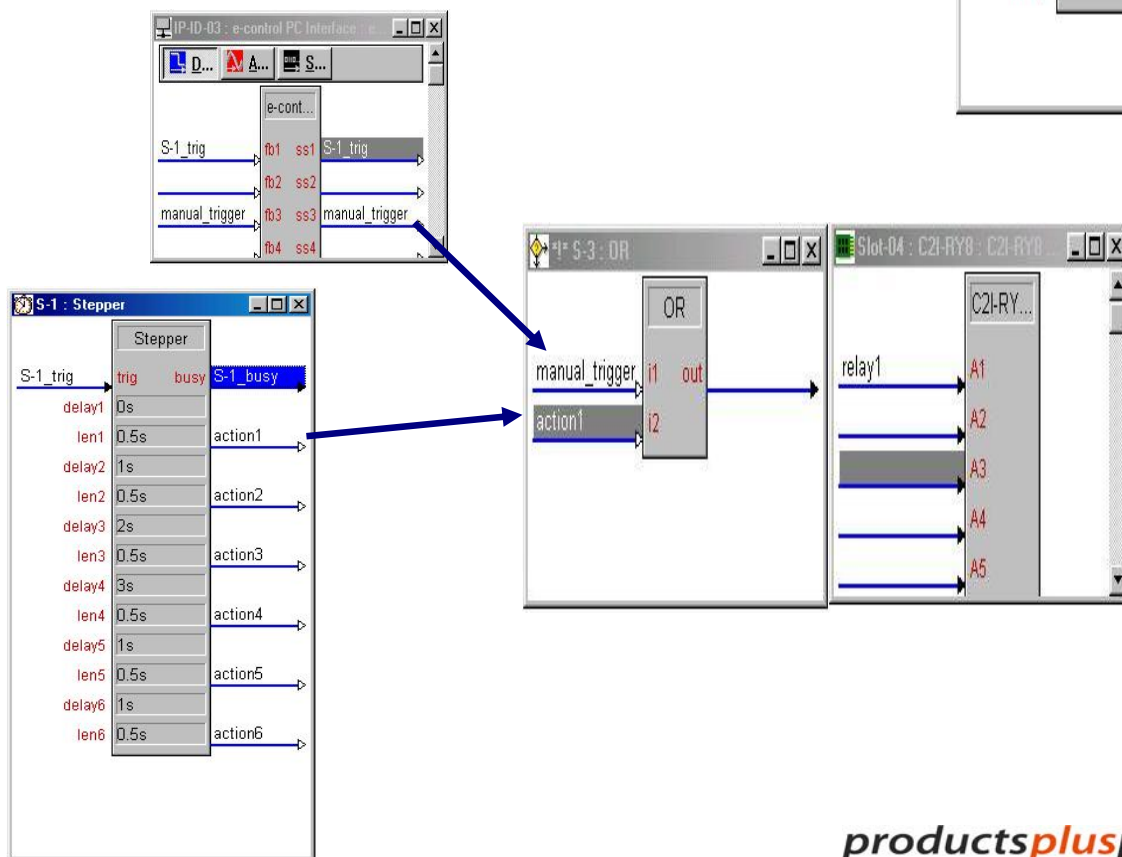 IP-ID-03 : e-control PC Interface : e...
D... A... S...
e-cont...
S-1_trig fb1 ss1 S-1_trig
fb2 ss2
manual_trigger fb3 ss3 manual_trigger
fb4 ss4
S-1 : Stepper
Stepper
S-1_trig trig busy S-1_busy
delay1 0s
len1 0.5s action1
delay2 1s
len2 0.5s action2
delay3 2s
len3 0.5s action3
delay4 3s
len4 0.5s action4
delay5 1s
len5 0.5s action5
delay6 1s
len6 0.5s action6
*!* S-3 : OR
OR
manual_trigger i1 out
action1 i2
Slot-04 : C2I-RY8 : C2I-RY8 ...
C2I-RY...
relay1 A1
A2
A3
A4
A5
productsplus